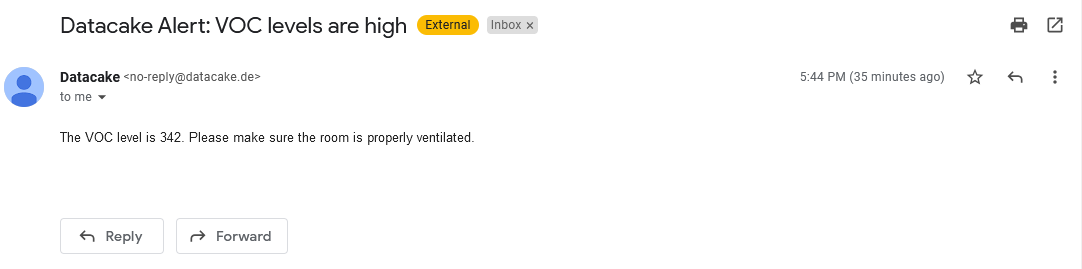 Datacake Alert: VOC levels are high External Inbox ×
Datacake <no-reply@datacake.de> 5:44 PM (35 minutes ago)
to me
The VOC level is 342. Please make sure the room is properly ventilated.
Reply Forward